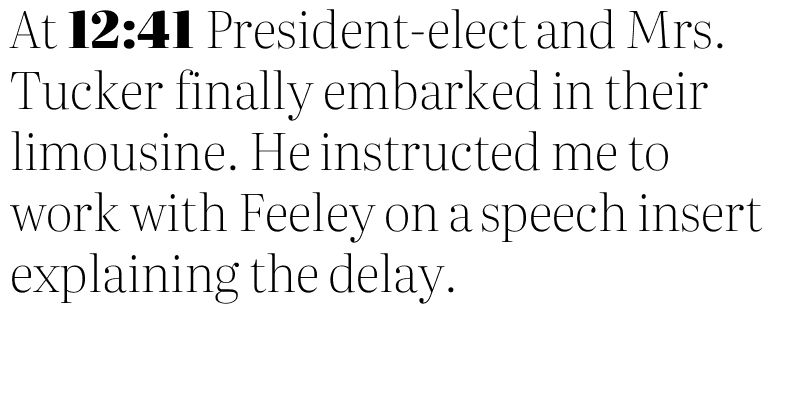 At 12:41 President-elect and Mrs.
Tucker finally embarked in their
limousine. He instructed me to
work with Feeley on a speech insert
explaining the delay.